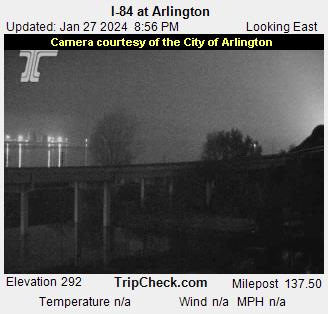 I-84 at Arlington
Updated: Jan 27 2024 8:56 PM Looking East
Camera courtesy of the City of Arlington
Elevation 292 TripCheck.com Milepost 137.50
Temperature n/a Wind n/a MPH n/a